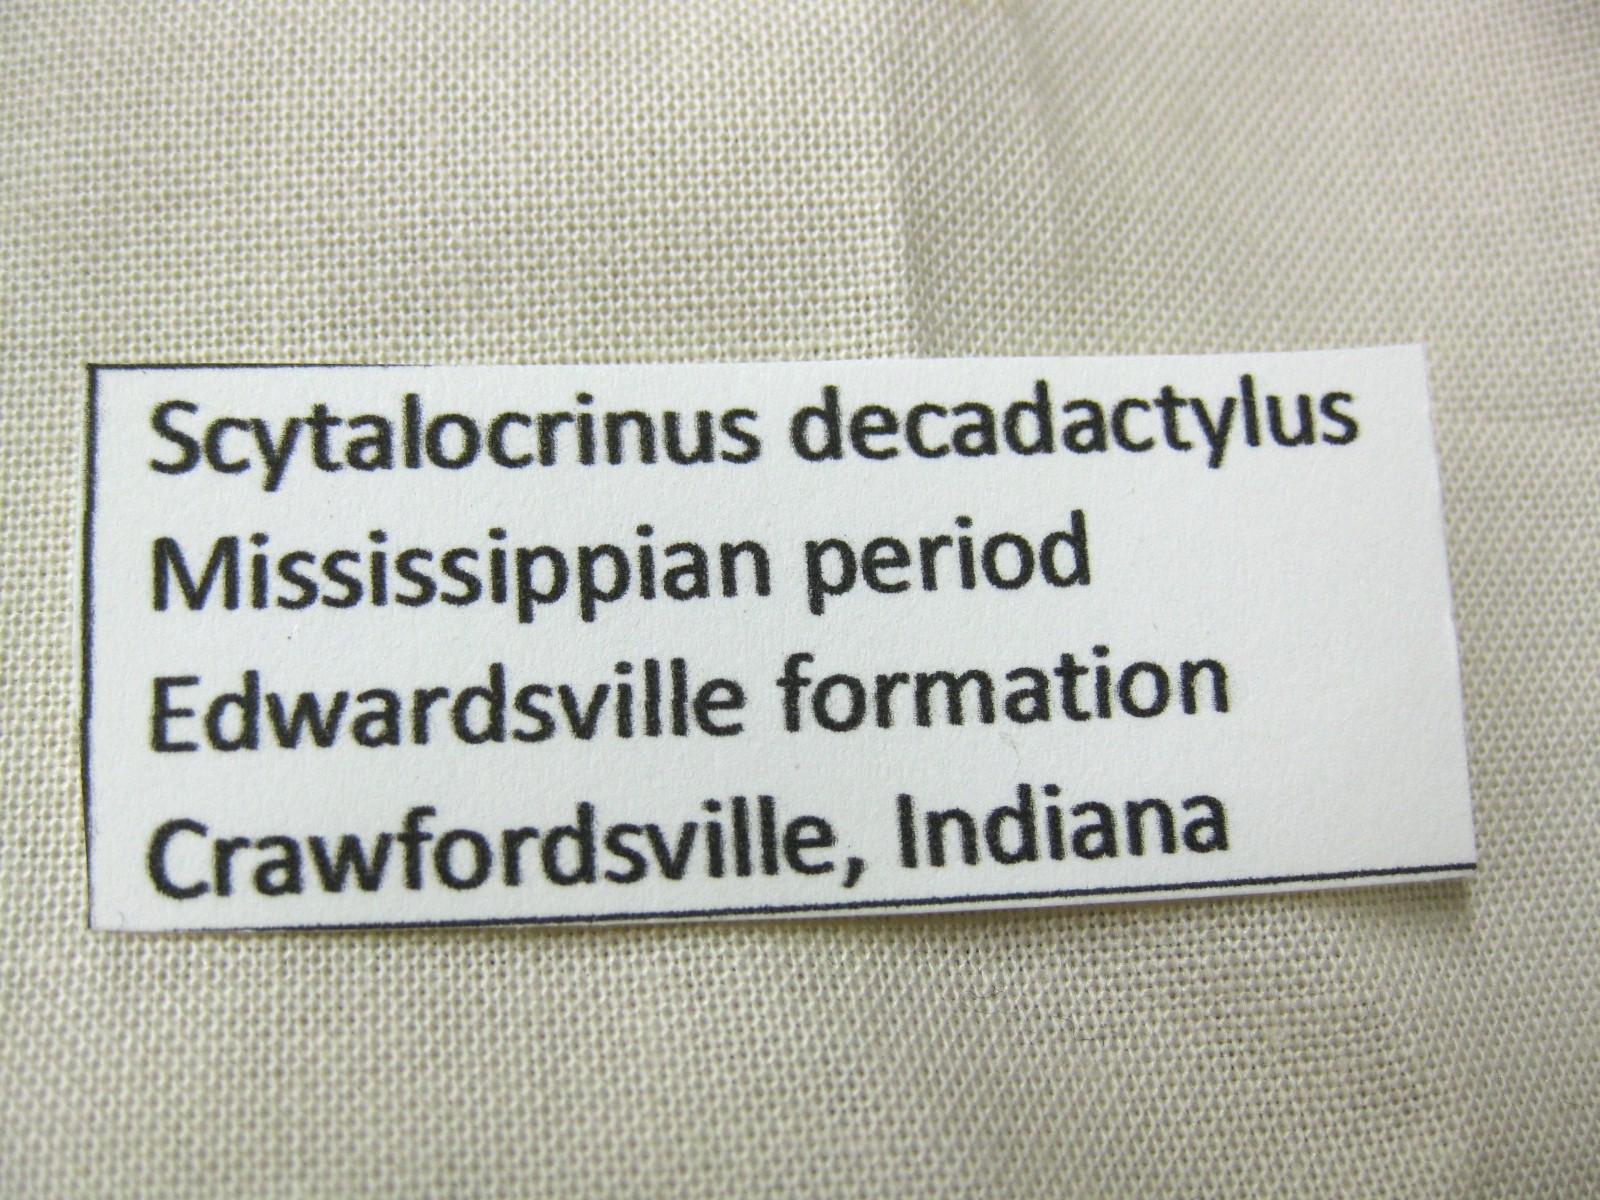 Scytalocrinus decadactylus
Mississippian period
Edwardsville formation
Crawfordsville, Indiana